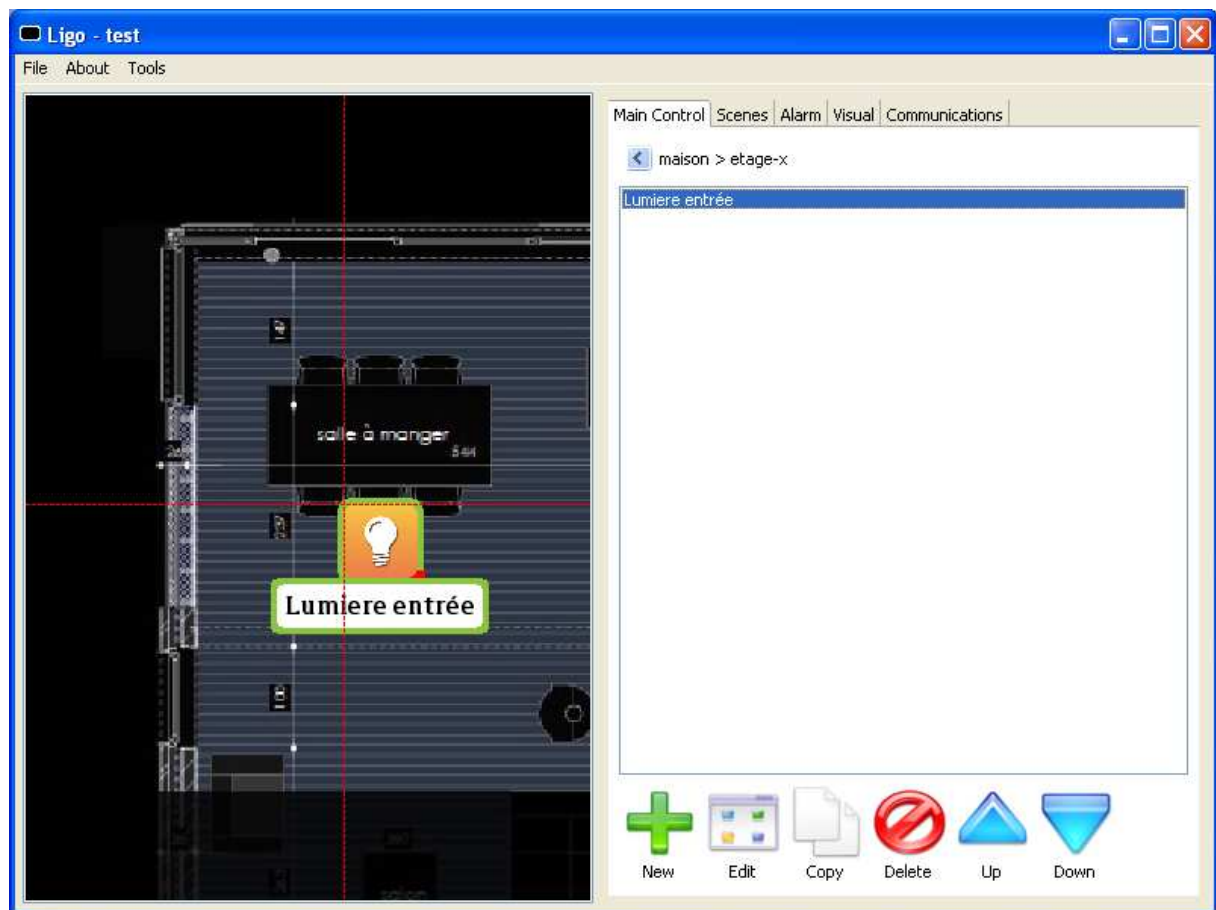 Ligo - test
File About Tools
Main Control Scenes Alarm Visual Communications
maison > etage-x
Lumiere entrée
salle à manger
Lumiere entrée
salon
New Edit Copy Delete Up Down